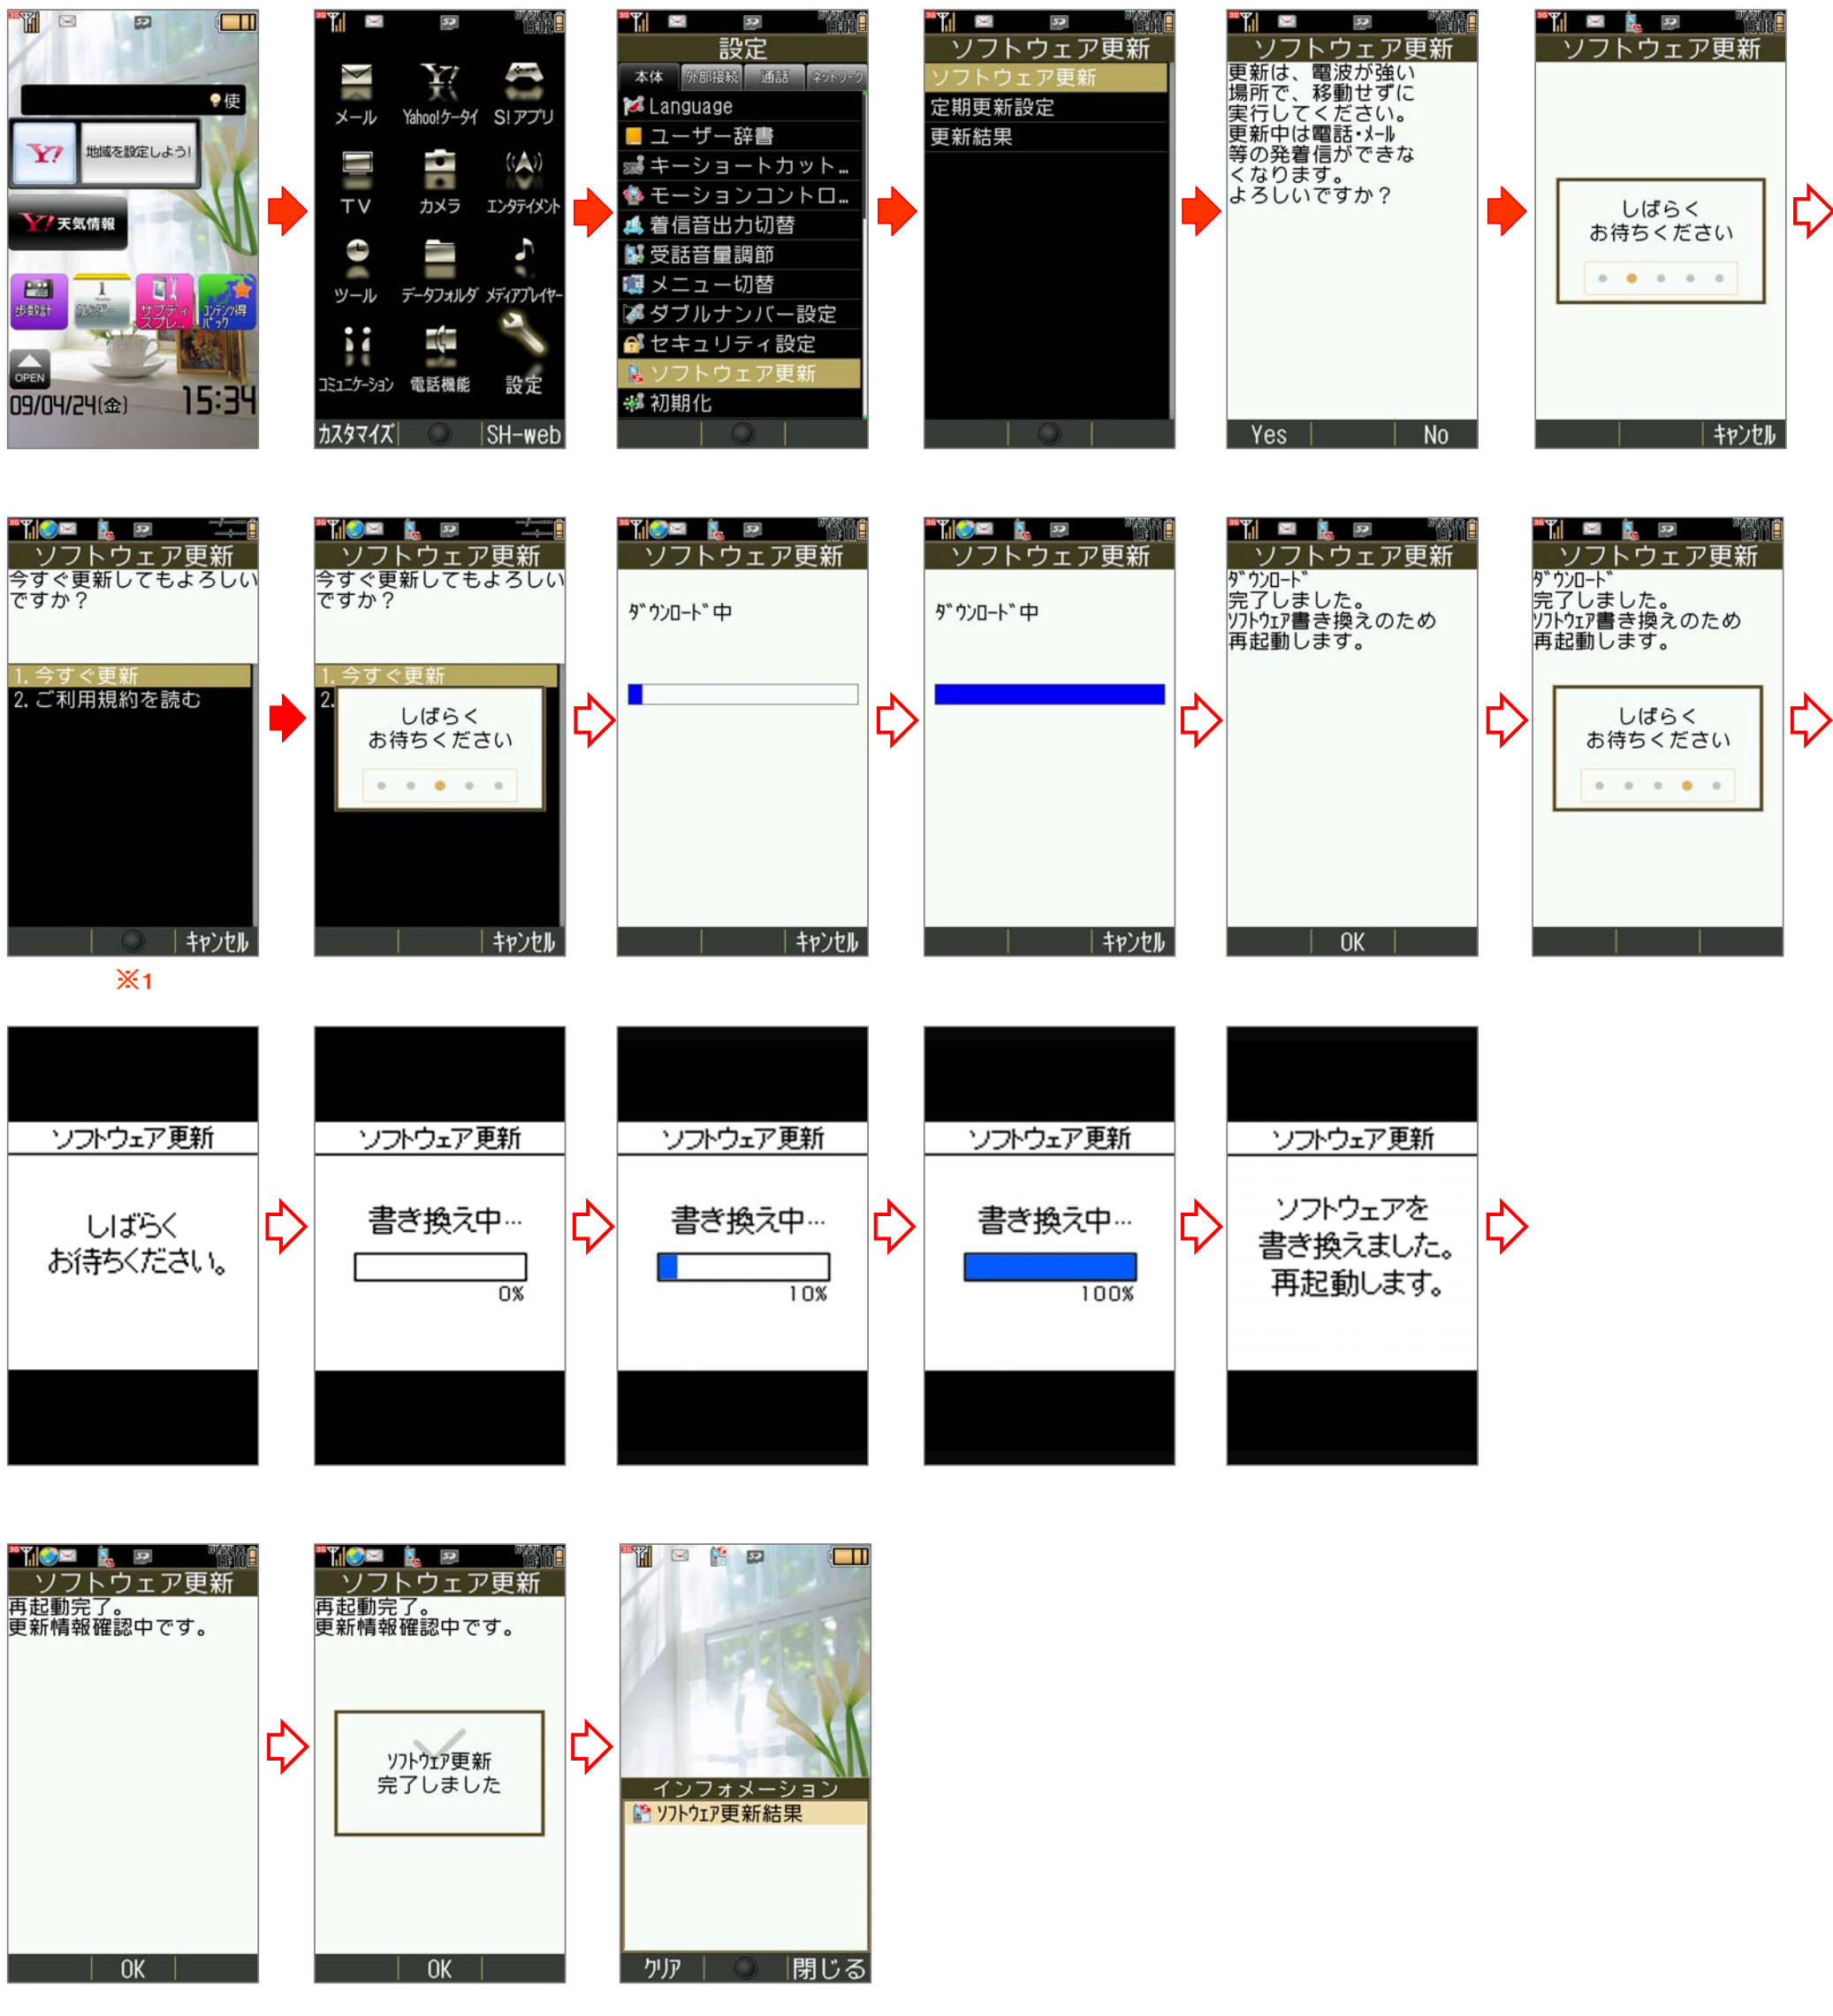 使
Y!
地域を設定しよう!
Y! 天気情報
歩数計
カレンダー
サブディスプレ…
コンテンツ得パック
OPEN
09/04/24(金) 15:34
メール Yahoo!ケータイ S!アプリ
TV カメラ エンタテイメント
ツール データフォルダ メディアプレイヤー
コミュニケーション 電話機能 設定
カスタマイズ SH-web
設定
本体 外部接続 通話 ネットワーク
Language
ユーザー辞書
キーショートカット…
モーションコントロ…
着信音出力切替
受話音量調節
メニュー切替
ダブルナンバー設定
セキュリティ設定
ソフトウェア更新
初期化
ソフトウェア更新
ソフトウェア更新
定期更新設定
更新結果
ソフトウェア更新
更新は、電波が強い
場所で、移動せずに
実行してください。
更新中は電話・メール
等の発着信ができな
くなります。
よろしいですか？
Yes No
ソフトウェア更新
しばらく
お待ちください
キャンセル
ソフトウェア更新
今すぐ更新してもよろしい
ですか？
1.今すぐ更新
2.ご利用規約を読む
キャンセル
※1
ソフトウェア更新
今すぐ更新してもよろしい
ですか？
1.今すぐ更新
2.
しばらく
お待ちください
キャンセル
ソフトウェア更新
ダウンロード中
キャンセル
ソフトウェア更新
ダウンロード中
キャンセル
ソフトウェア更新
ダウンロード
完了しました。
ソフトウェア書き換えのため
再起動します。
OK
ソフトウェア更新
ダウンロード
完了しました。
ソフトウェア書き換えのため
再起動します。
しばらく
お待ちください
ソフトウェア更新
しばらく
お待ちください。
ソフトウェア更新
書き換え中…
0%
ソフトウェア更新
書き換え中…
10%
ソフトウェア更新
書き換え中…
100%
ソフトウェア更新
ソフトウェアを
書き換えました。
再起動します。
ソフトウェア更新
再起動完了。
更新情報確認中です。
OK
ソフトウェア更新
再起動完了。
更新情報確認中です。
ソフトウェア更新
完了しました
OK
インフォメーション
ソフトウェア更新結果
クリア 閉じる